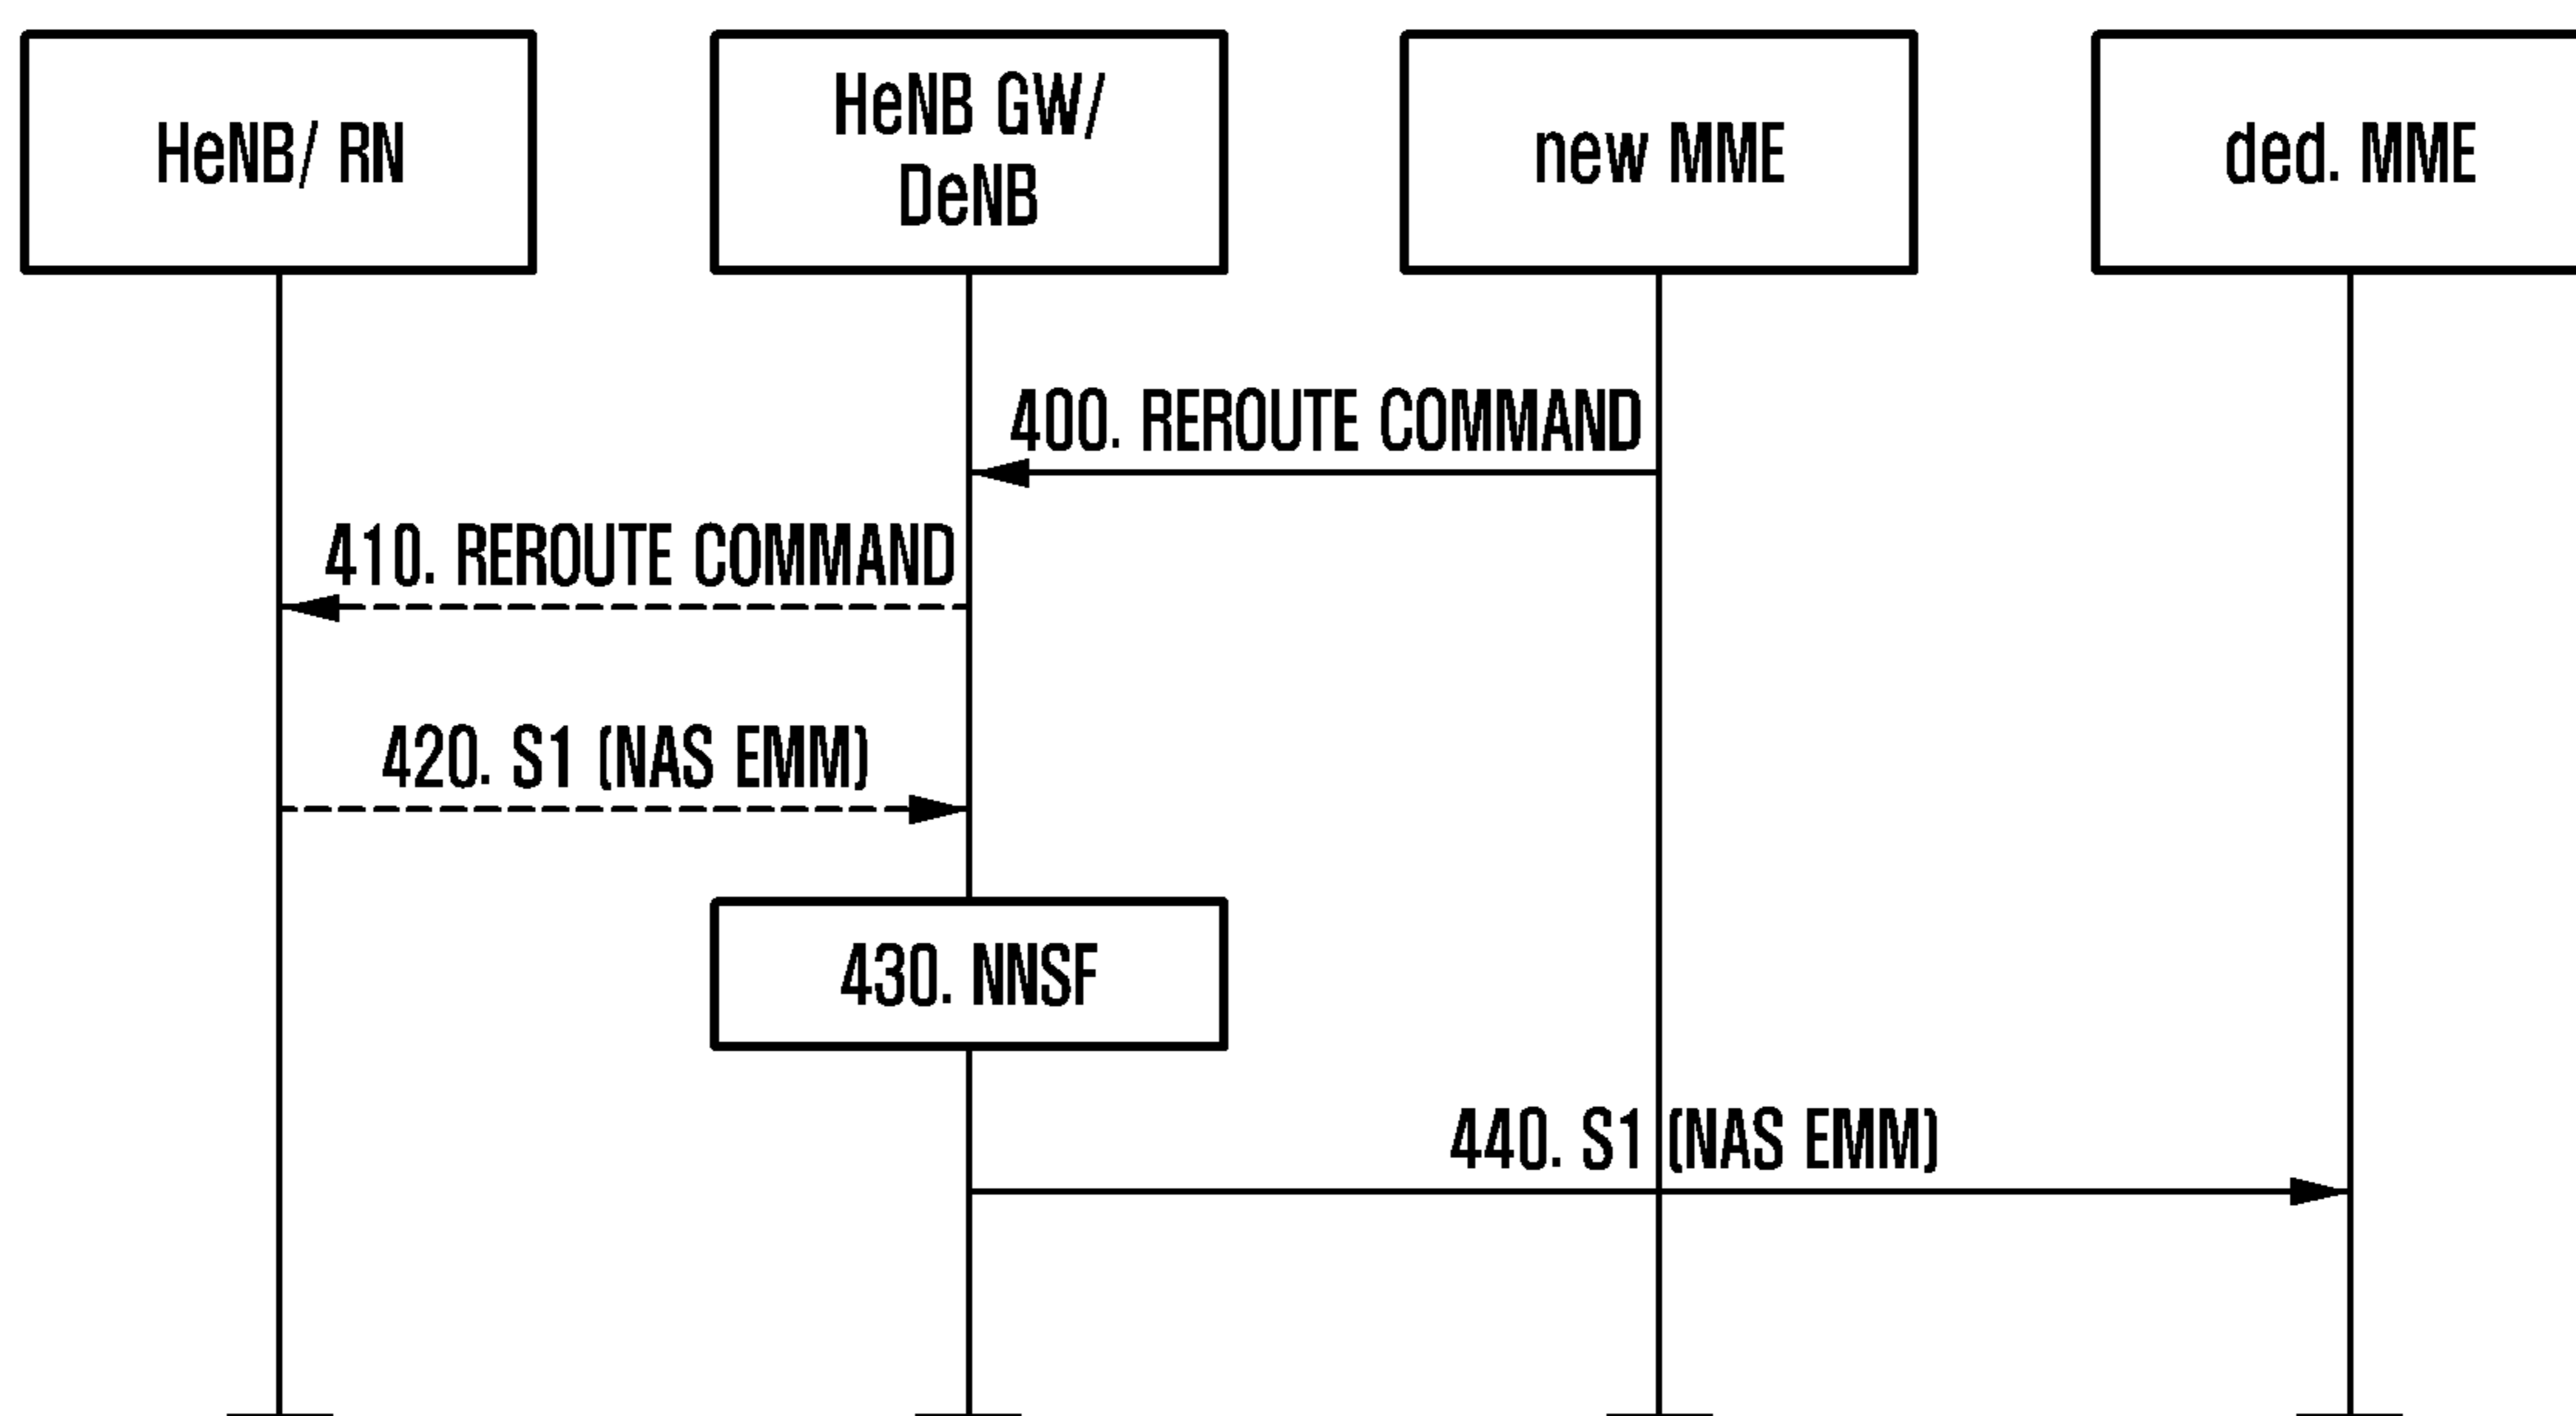 HeNB/ RN
HeNB GW/
DeNB
new MME
ded. MME
400. REROUTE COMMAND
410. REROUTE COMMAND
420. S1 (NAS EMM)
430. NNSF
440. S1 (NAS EMM)